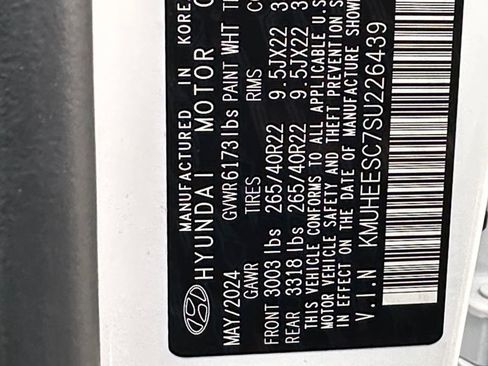 MANUFACTURED IN KOREA
HYUNDAI MOTOR
MAY/2024 GVWR6173lbs PAINT WHT
GAWR TIRES RIMS
FRONT 3003 lbs 265/40R22 9.5JX22
REAR 3318 lbs 265/40R22 9.5JX22
THIS VEHICLE CONFORMS TO ALL APPLICABLE U.S
MOTOR VEHICLE SAFETY AND THEFT PREVENTION
IN EFFECT ON THE DATE OF MANUFACTURE SHOWN
V.I.N KMUHEESC7SU226439